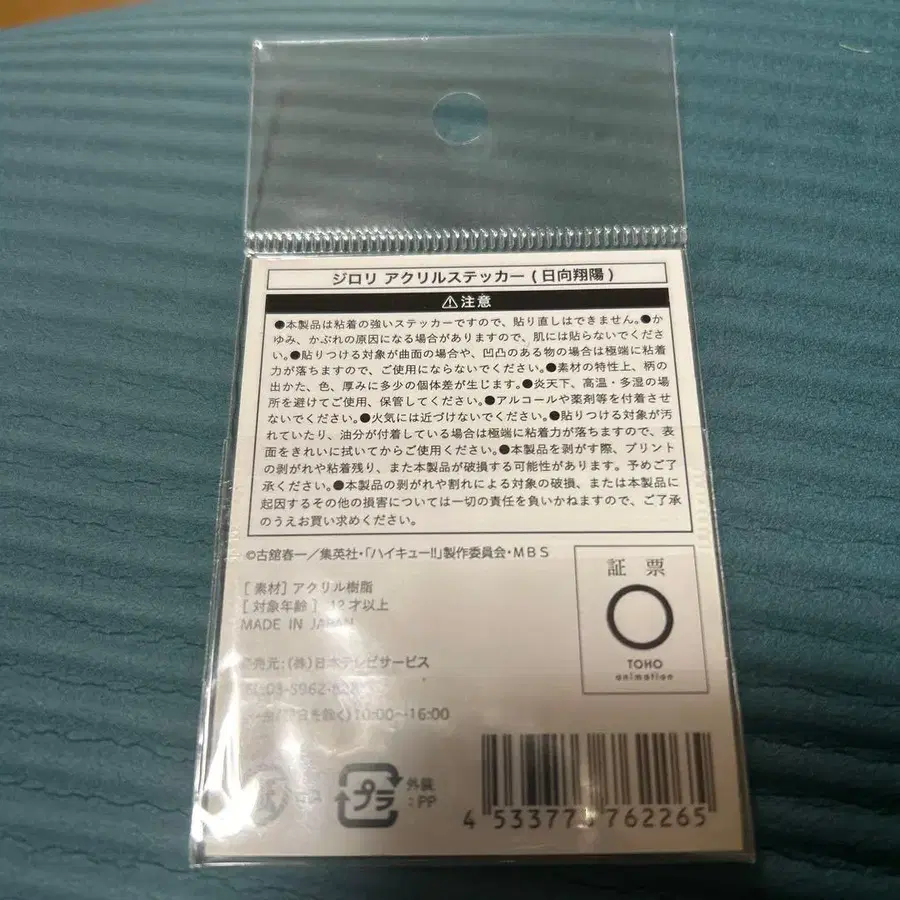 ジロリ アクリルステッカー (日向翔陽)
⚠注意
●本製品は粘着の強いステッカーですので、貼り直しはできません。●か
ゆみ、かぶれの原因になる場合がありますので、肌には貼らないでくださ
い。●貼りつける対象が曲面の場合や、凹凸のある物の場合は極端に粘着
力が落ちますので、ご使用にならないでください。●素材の特性上、柄の
出かた、色、厚みに多少の個体差が生じます。●炎天下、高温・多湿の場
所を避けてご使用、保管してください。●アルコールや薬剤等を付着させ
ないでください。●火気には近づけないでください。●貼りつける対象が汚
れていたり、油分が付着している場合は極端に粘着力が落ちますので、表
面をきれいに拭いてからご使用ください。●本製品を剥がす際、プリント
の剥がれや粘着残り、また本製品が破損する可能性があります。予めご了
承ください。●本製品の剥がれや割れによる対象の破損、または本製品に
起因するその他の損害については一切の責任を負いかねますので、ご了承
のうえお買い求めください。
©古舘春一／集英社・「ハイキュー!!」製作委員会・MBS
[素材] アクリル樹脂
[対象年齢] 12才以上
MADE IN JAPAN
発売元：(株)日本テレビサービス
TEL:03-5962-
を除く)10:00〜16:00
証票
TOHO
animation
プラ
外装
:PP
4 53377 762265